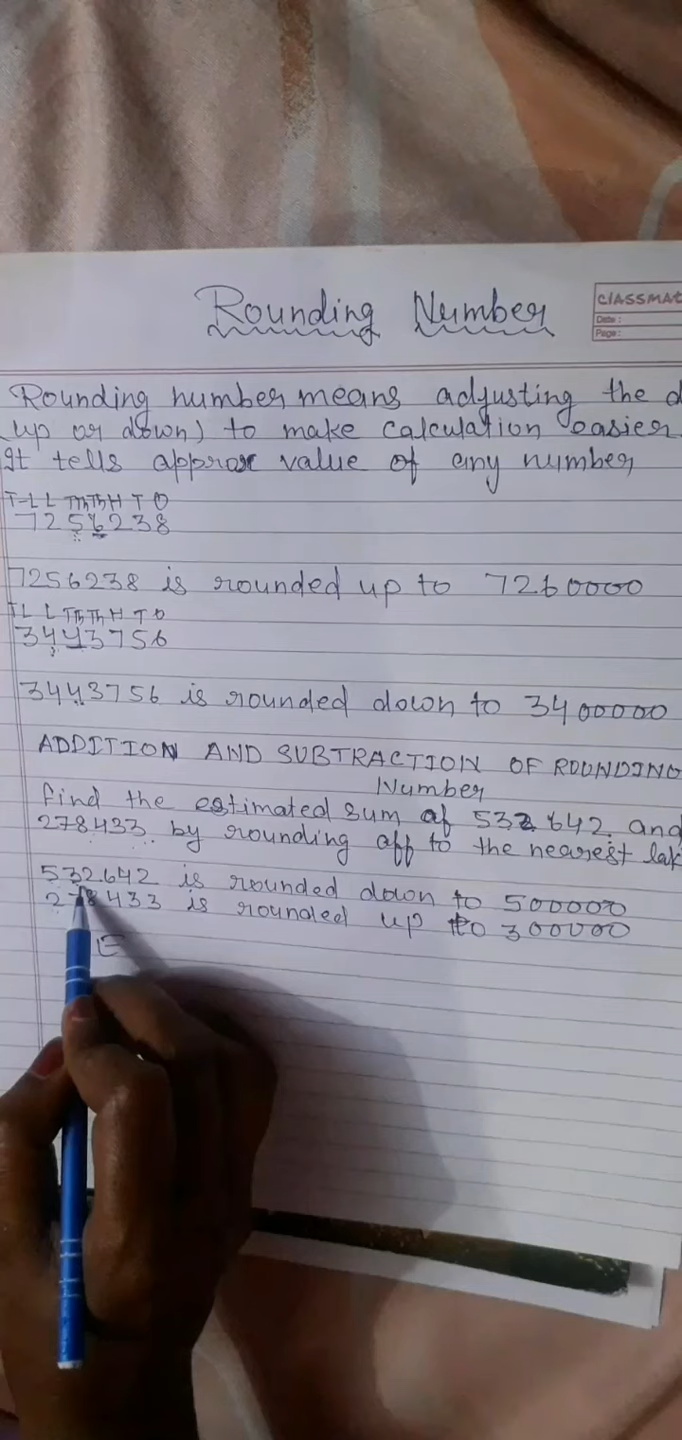 Rounding Number
CLASSMAT
Date :
Page :
Rounding number means adjusting the d
(up or down) to make calculation easier.
It tells approx value of any number
T-L L TTh Th H T O
7256238
7256238 is rounded up to 7260000
TL L TTh Th H T O
3443756
3443756 is rounded down to 3400000
ADDITION AND SUBTRACTION OF ROUNDING
Number
find the estimated sum of 532642 and
278433 by rounding off to the nearest lak
532642 is rounded down to 500000
278433 is rounded up to 300000
E